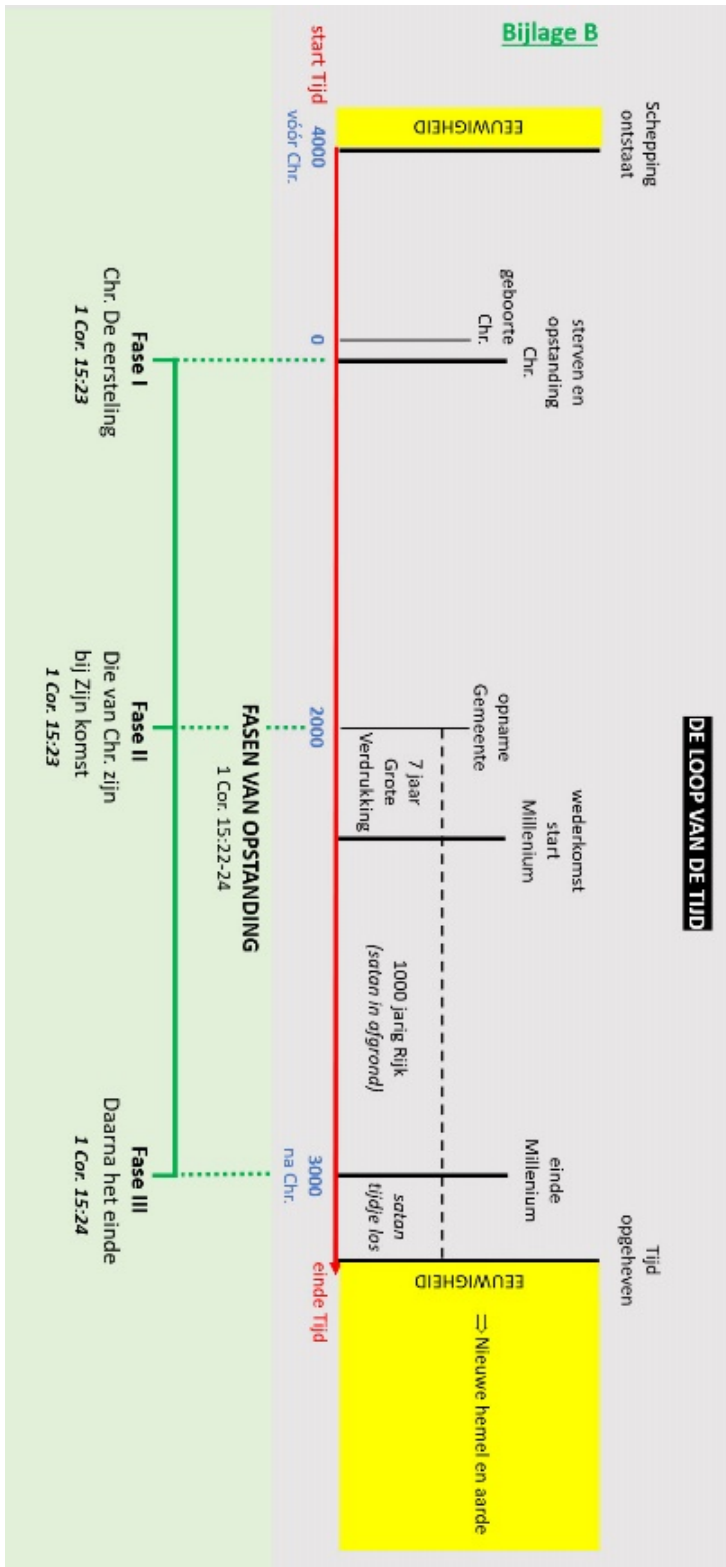 DE LOOP VAN DE TIJD
Bijlage B
Schepping
ontstaat
sterven en
opstanding
Chr.
geboorte
Chr.
opname
Gemeente
wederkomst
start
Millenium
einde
Millenium
Tijd
opgeheven
EEUWIGHEID
7 jaar
Grote
Verdrukking
1000 jarig Rijk
(satan in afgrond)
satan
tijdje los
EEUWIGHEID
=> Nieuwe hemel en aarde
start Tijd
4000
vóór Chr.
0
2000
3000
na Chr.
einde Tijd
FASEN VAN OPSTANDING
1 Cor. 15:22-24
Fase I
Chr. De eersteling
1 Cor. 15:23
Fase II
Die van Chr. zijn
bij Zijn komst
1 Cor. 15:23
Fase III
Daarna het einde
1 Cor. 15:24